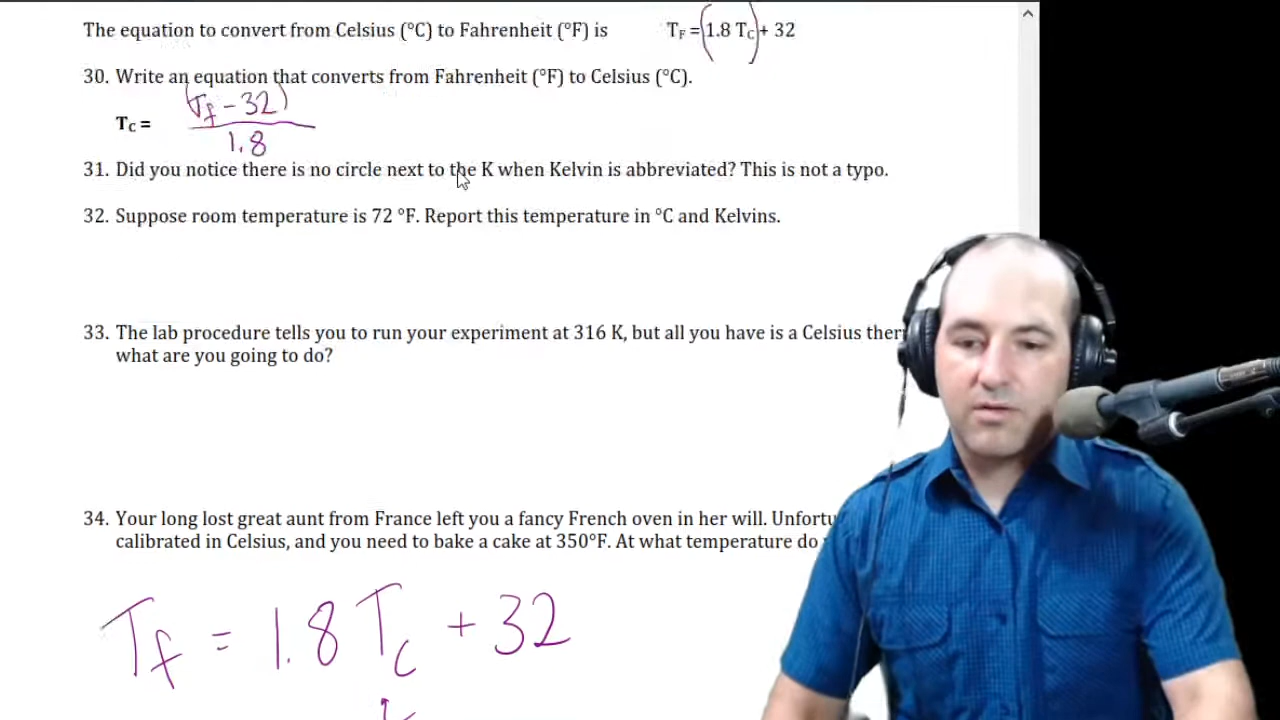 The equation to convert from Celsius (°C) to Fahrenheit (°F) is T_F = (1.8 T_C) + 32
30. Write an equation that converts from Fahrenheit (°F) to Celsius (°C).
(T_f - 32)
T_C =
1.8
31. Did you notice there is no circle next to the K when Kelvin is abbreviated? This is not a typo.
32. Suppose room temperature is 72 °F. Report this temperature in °C and Kelvins.
33. The lab procedure tells you to run your experiment at 316 K, but all you have is a Celsius
what are you going to do?
34. Your long lost great aunt from France left you a fancy French oven in her will.
calibrated in Celsius, and you need to bake a cake at 350°F. At what temperature do
T_f = 1.8 T_c + 32